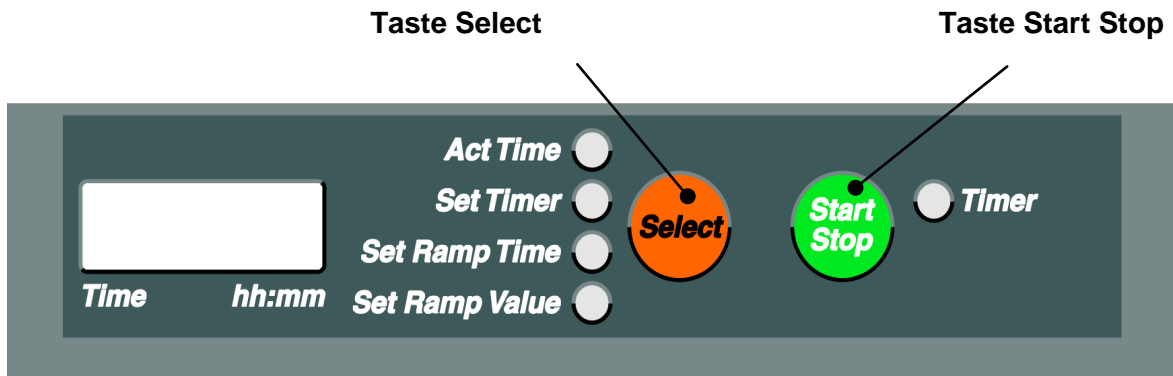 Taste Select
Taste Start Stop
Act Time
Set Timer
Set Ramp Time
Set Ramp Value
Time hh:mm
Select
Start
Stop
Timer